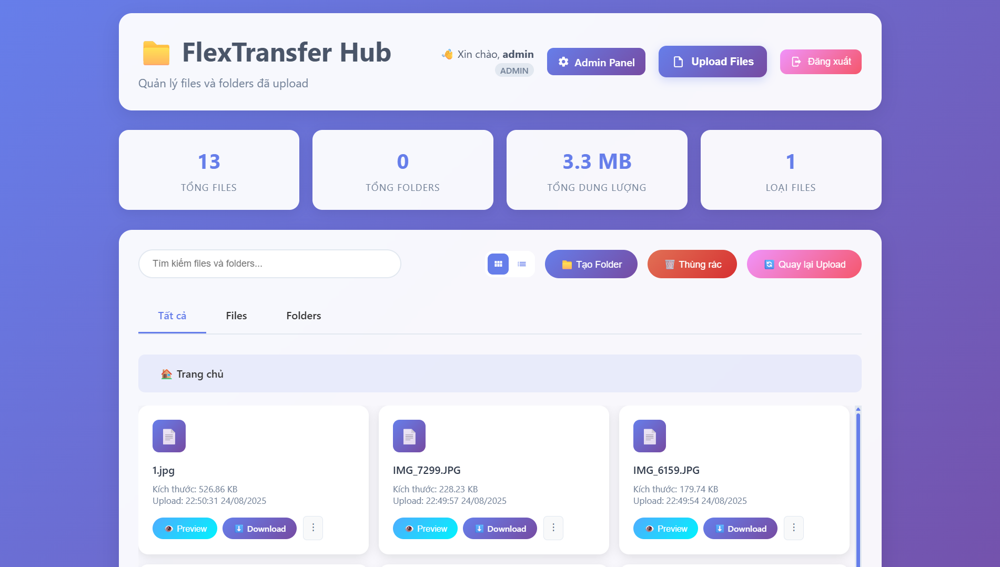 FlexTransfer Hub
Quản lý files và folders đã upload
Xin chào, admin
ADMIN
Admin Panel
Upload Files
Đăng xuất
13
TỔNG FILES
0
TỔNG FOLDERS
3.3 MB
TỔNG DUNG LƯỢNG
1
LOẠI FILES
Tìm kiếm files và folders...
Tạo Folder
Thùng rác
Quay lại Upload
Tất cả
Files
Folders
Trang chủ
1.jpg
Kích thước: 526.86 KB
Upload: 22:50:31 24/08/2025
Preview
Download
IMG_7299.JPG
Kích thước: 228.23 KB
Upload: 22:49:57 24/08/2025
Preview
Download
IMG_6159.JPG
Kích thước: 179.74 KB
Upload: 22:49:54 24/08/2025
Preview
Download